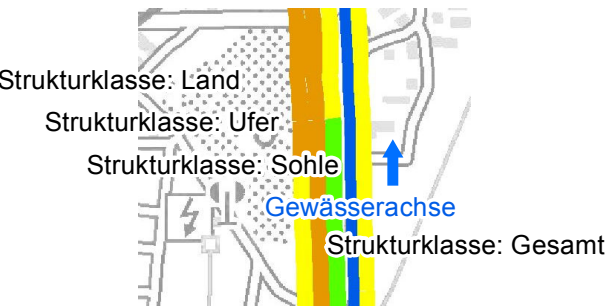 Strukturklasse: Land
Strukturklasse: Ufer
Strukturklasse: Sohle
Gewässerachse
Strukturklasse: Gesamt